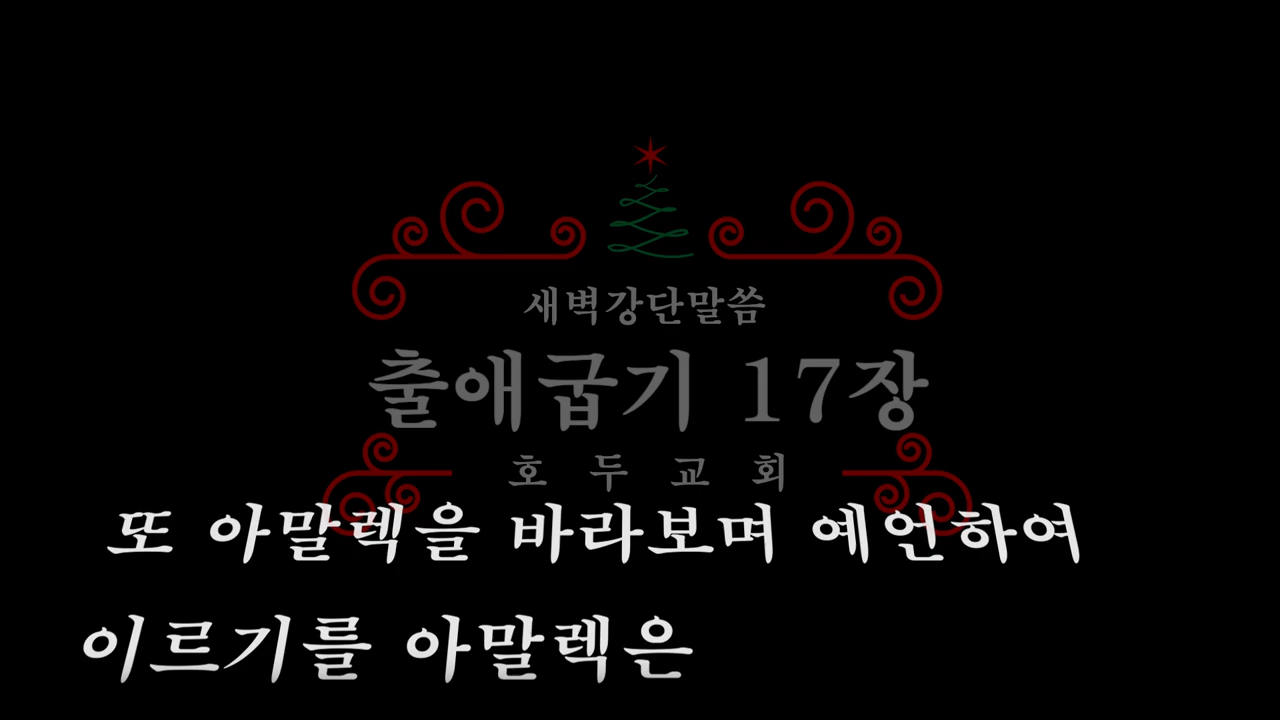 새벽강단말씀
출애굽기 17장
호두교회
또 아말렉을 바라보며 예언하여
이르기를 아말렉은